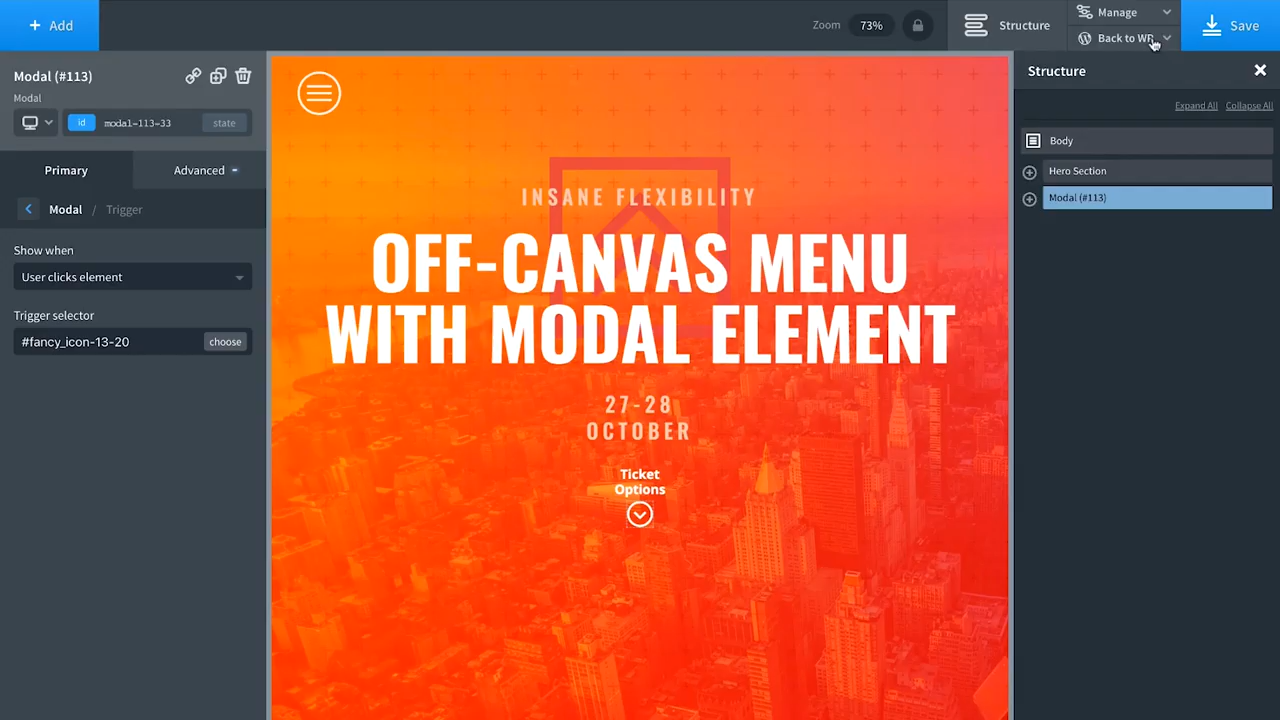 + Add
Zoom 73%
Structure
Manage
Back to WP
Save
Modal (#113)
Modal
id modal-113-33 state
Primary
Advanced
Modal / Trigger
Show when
User clicks element
Trigger selector
#fancy_icon-13-20 choose
INSANE FLEXIBILITY
OFF-CANVAS MENU
WITH MODAL ELEMENT
27-28
OCTOBER
Ticket
Options
Structure
Expand All Collapse All
Body
Hero Section
Modal (#113)